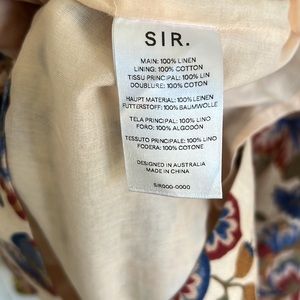 SIR.
MAIN: 100% LINEN
LINING: 100% COTTON
TISSU PRINCIPAL: 100% LIN
DOUBLURE: 100% COTON
HAUPT MATERIAL: 100% LEINEN
FUTTERSTOFF: 100% BAUMWOLLE
TELA PRINCIPAL: 100% LINO
FORO: 100% ALGODÓN
TESSUTO PRINCIPALE: 100% LINO
FODERA: 100% COTONE
DESIGNED IN AUSTRALIA
MADE IN CHINA
SIR000-0000